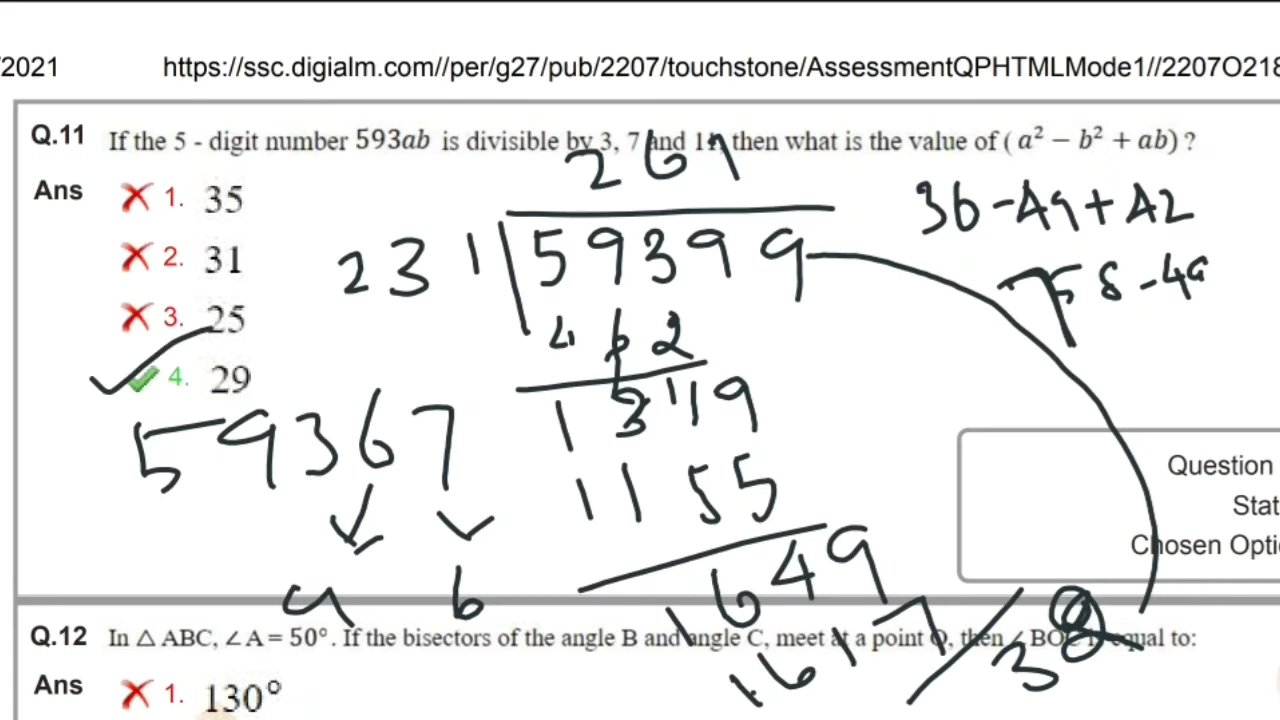 /2021 https://ssc.digialm.com//per/g27/pub/2207/touchstone/AssessmentQPHTMLMode1//2207O218
Q.11 If the 5 - digit number 593ab is divisible by 3, 7 and 11, then what is the value of ( a² − b² + ab) ?
Ans 1. 35
2. 31
3. 25
4. 29
36-49+42
78-49
231 59399
462
1319
1155
1649
1617
59367
a b
Question
Stat
Chosen Opti
Q.12 In △ ABC, ∠A = 50°. If the bisectors of the angle B and angle C, meet at a point O, then ∠ BOC is equal to:
Ans 1. 130°